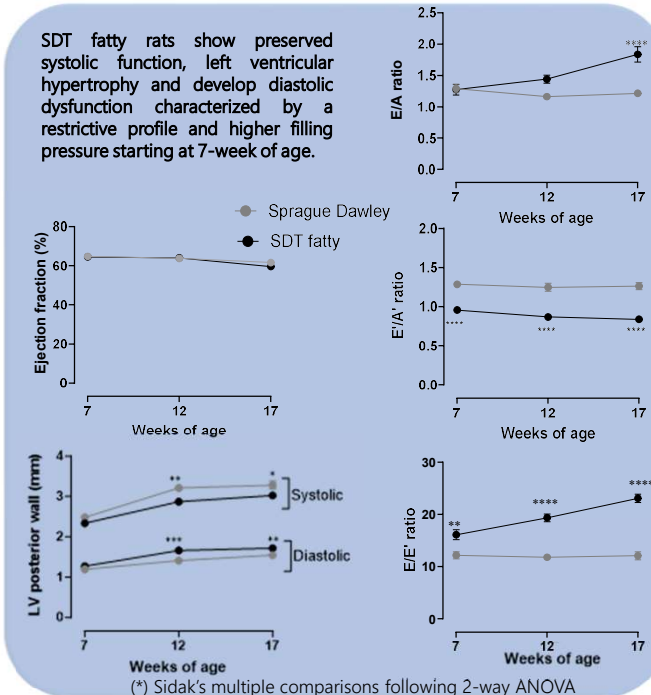 SDT fatty rats show preserved
systolic function, left ventricular
hypertrophy and develop diastolic
dysfunction characterized by a
restrictive profile and higher filling
pressure starting at 7-week of age.
E/A ratio
2.5
2.0
1.5
1.0
0.5
0.0
****
7 12 17
Weeks of age
Sprague Dawley
SDT fatty
Ejection fraction (%)
80
60
40
20
0
7 12 17
Weeks of age
E'/A' ratio
2.0
1.5
1.0
0.5
0.0
**** **** ****
7 12 17
Weeks of age
LV posterior wall (mm)
4
3
2
1
0
** *
Systolic
*** **
Diastolic
7 12 17
Weeks of age
E/E' ratio
30
20
10
0
** **** ****
7 12 17
Weeks of age
(*) Sidak's multiple comparisons following 2-way ANOVA